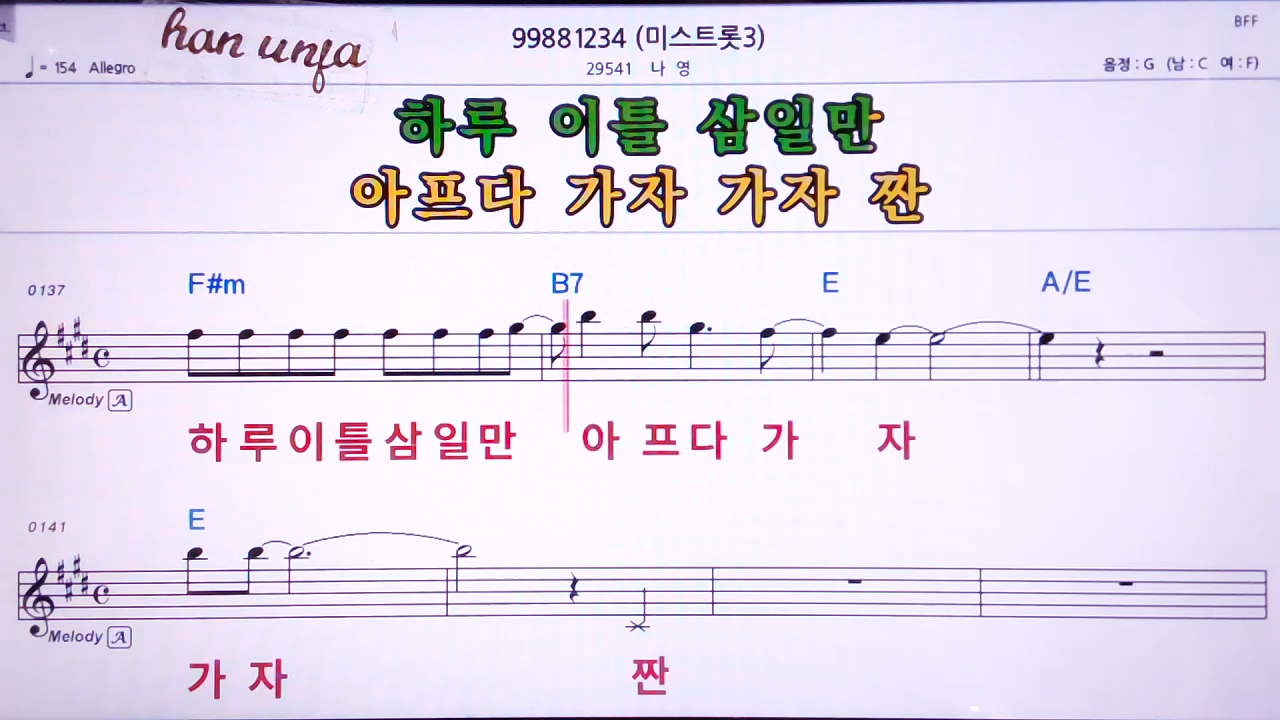 han unfa
99881234 (미스트롯3)
BFF
♩= 154 Allegro
29541 나 영
음정 : G (남 : C 여 : F)
하루 이틀 삼일만
아프다 가자 가자 짠
0137
F#m B7 E A/E
Melody A
하 루 이 틀 삼 일 만 아 프 다 가 자
0141
E
Melody A
가 자 짠